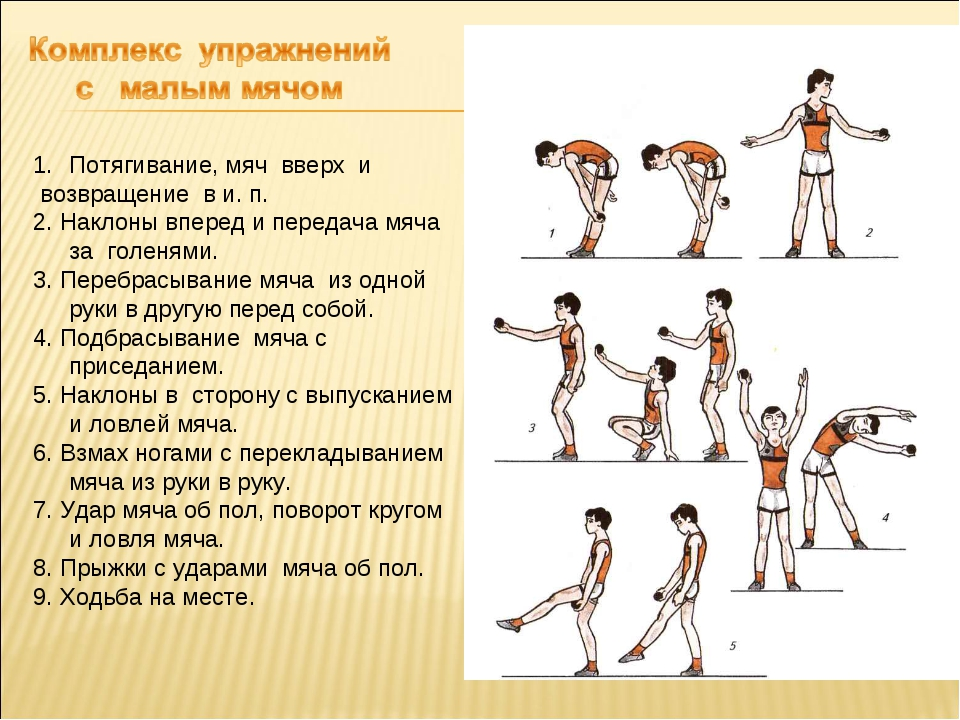 Комплекс упражнений
с малым мячом
1. Потягивание, мяч вверх и
возвращение в и. п.
2. Наклоны вперед и передача мяча
за голенями.
3. Перебрасывание мяча из одной
руки в другую перед собой.
4. Подбрасывание мяча с
приседанием.
5. Наклоны в сторону с выпусканием
и ловлей мяча.
6. Взмах ногами с перекладыванием
мяча из руки в руку.
7. Удар мяча об пол, поворот кругом
и ловля мяча.
8. Прыжки с ударами мяча об пол.
9. Ходьба на месте.
1
2
3
4
5